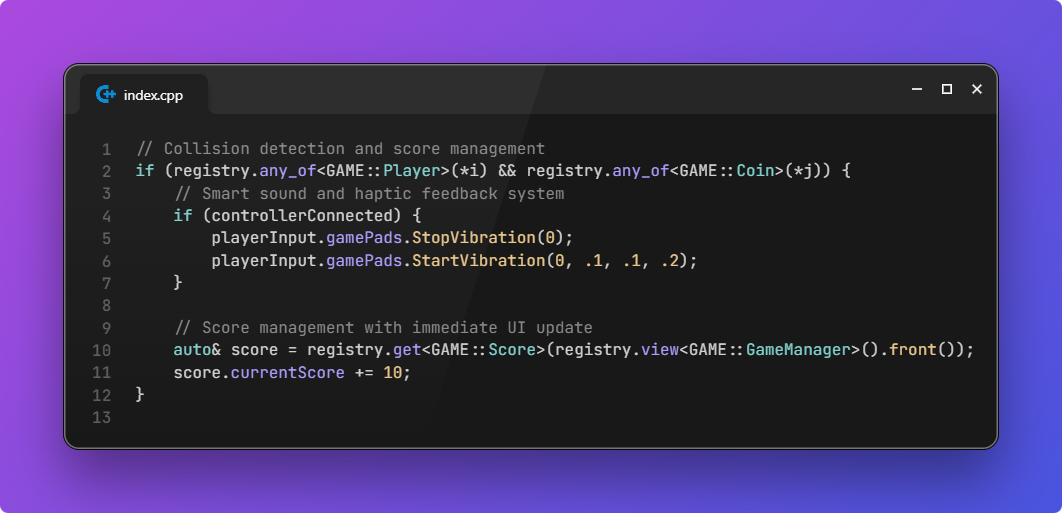 index.cpp
1 // Collision detection and score management
2 if (registry.any_of<GAME::Player>(*i) && registry.any_of<GAME::Coin>(*j)) {
3     // Smart sound and haptic feedback system
4     if (controllerConnected) {
5         playerInput.gamePads.StopVibration(0);
6         playerInput.gamePads.StartVibration(0, .1, .1, .2);
7     }
8
9     // Score management with immediate UI update
10     auto& score = registry.get<GAME::Score>(registry.view<GAME::GameManager>().front());
11     score.currentScore += 10;
12 }
13